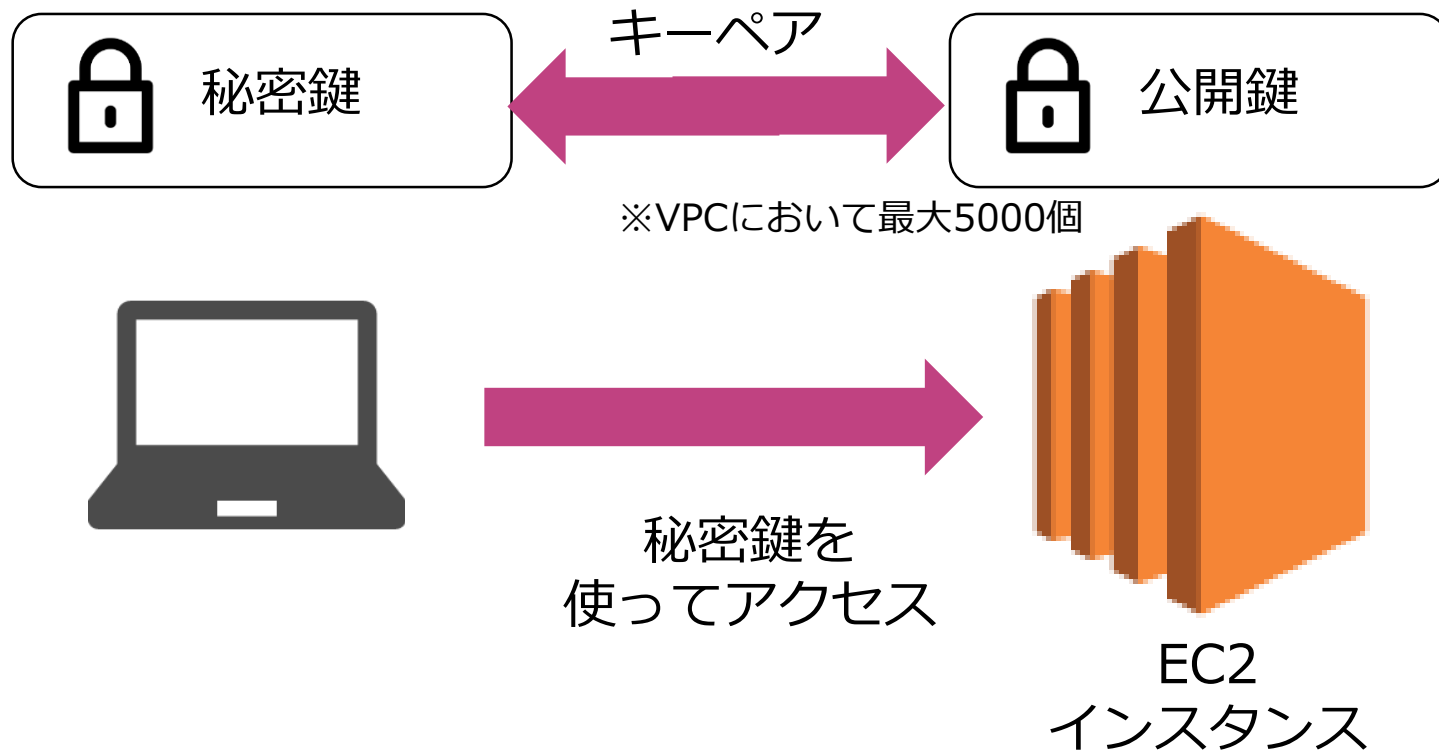 キーペア
秘密鍵
公開鍵
※VPCにおいて最大5000個
秘密鍵を
使ってアクセス
EC2
インスタンス